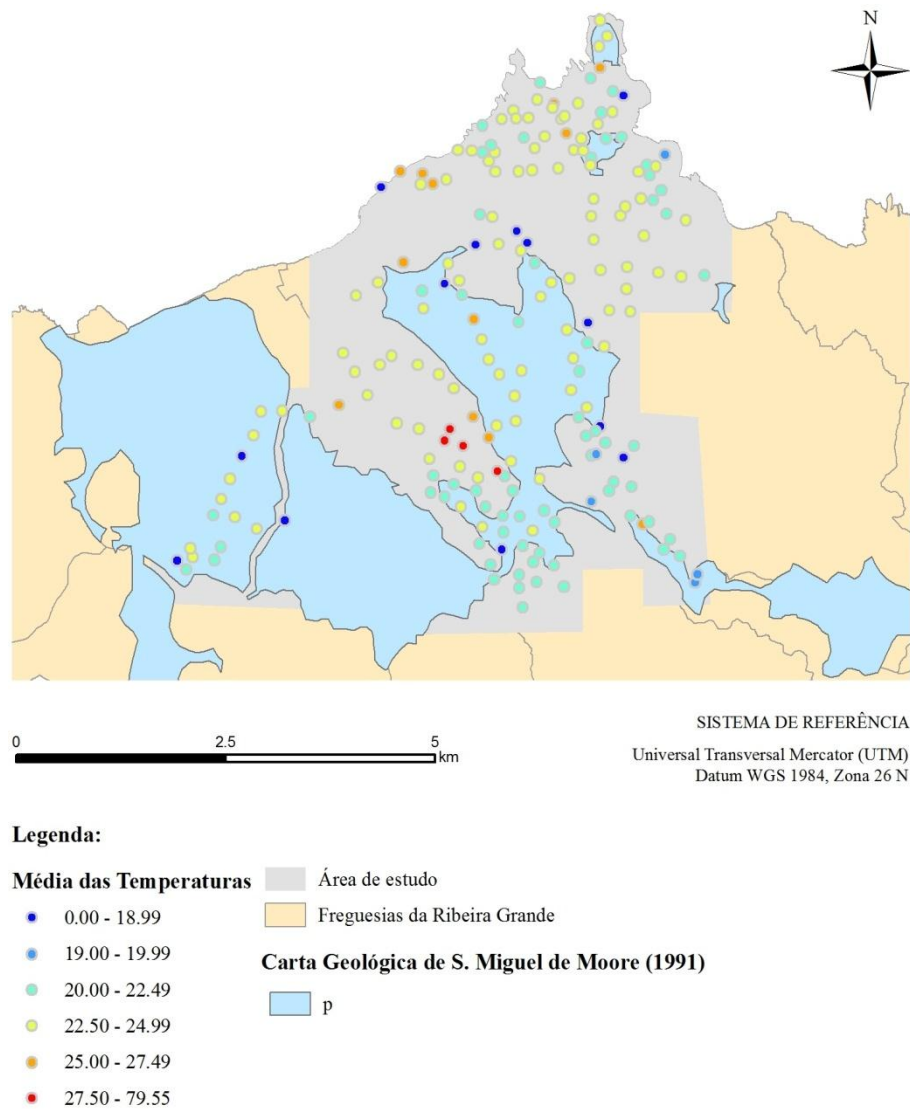 N
SISTEMA DE REFERÊNCIA
0 2.5 5
km
Universal Transversal Mercator (UTM)
Datum WGS 1984, Zona 26 N
Legenda:
Média das Temperaturas
0.00 - 18.99
19.00 - 19.99
20.00 - 22.49
22.50 - 24.99
25.00 - 27.49
27.50 - 79.55
Área de estudo
Freguesias da Ribeira Grande
Carta Geológica de S. Miguel de Moore (1991)
p